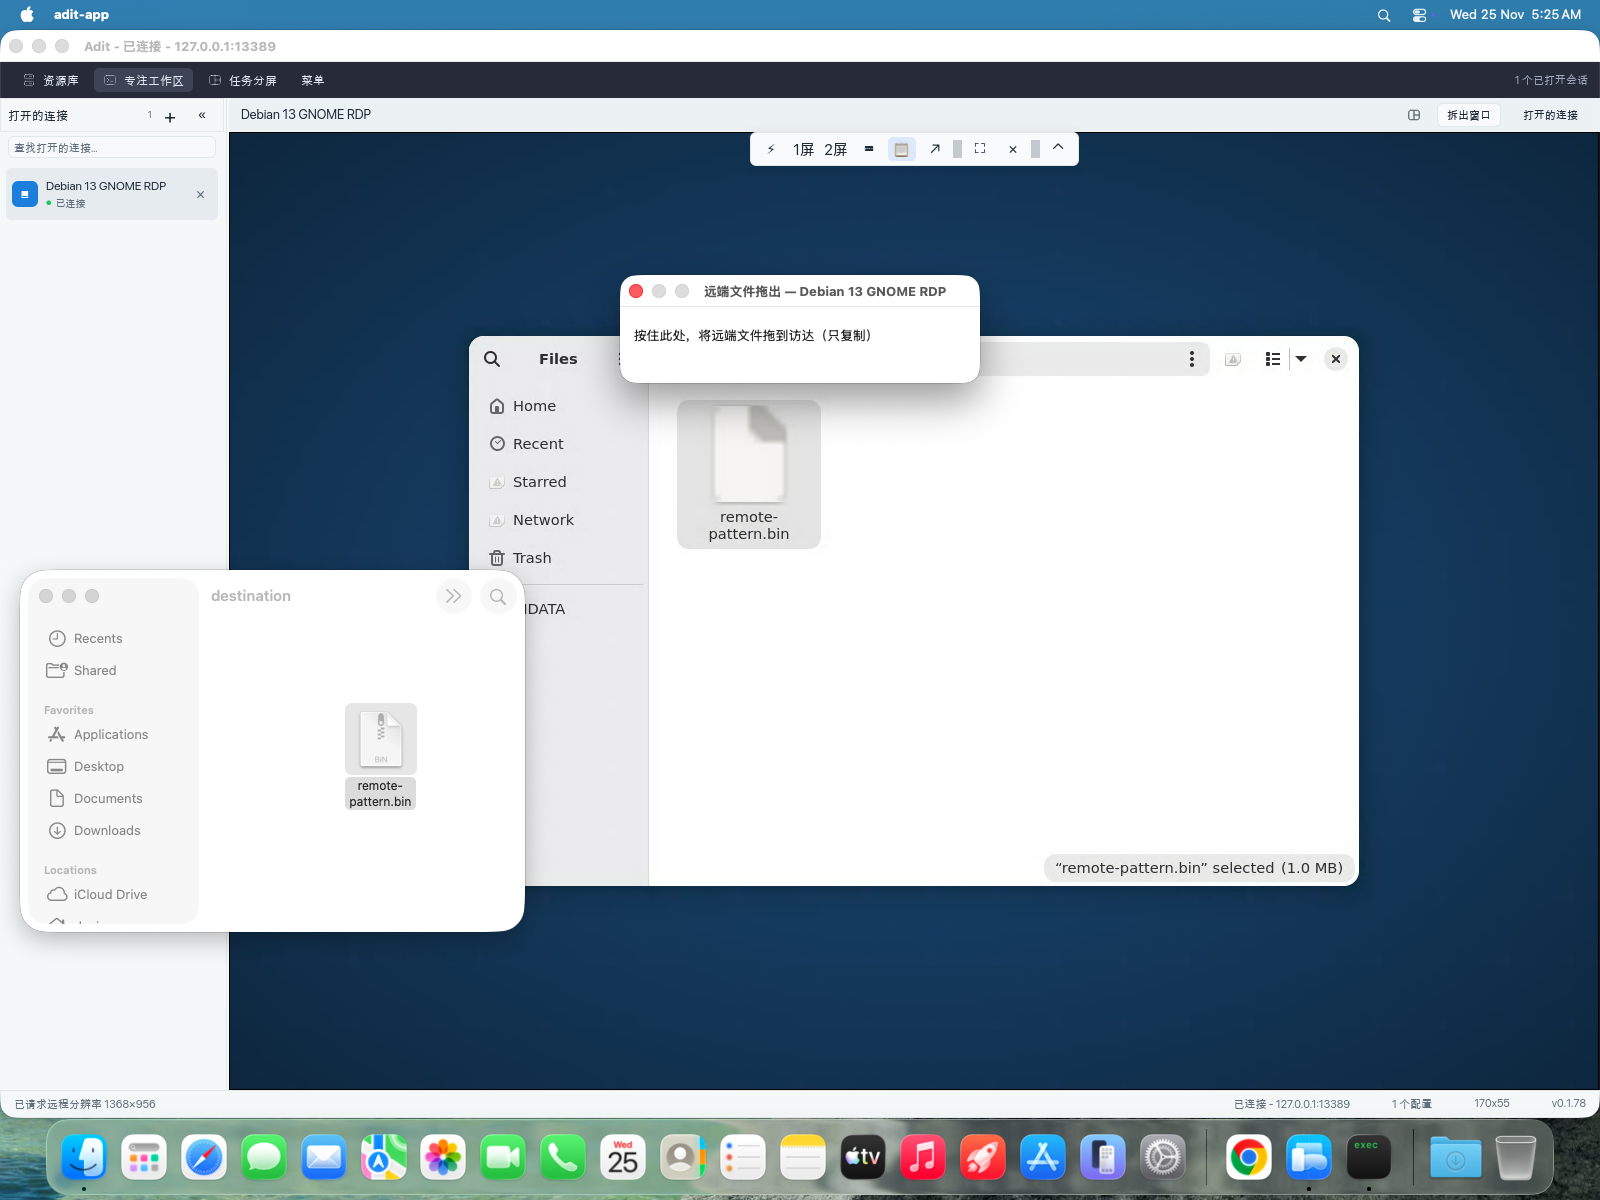 adit-app
Wed 25 Nov 5:25 AM
Adit - 已连接 - 127.0.0.1:13389
资源库
专注工作区
任务分屏
菜单
1 个已打开会话
打开的连接
1
Debian 13 GNOME RDP
拆出窗口
打开的连接
查找打开的连接...
1屏
2屏
Debian 13 GNOME RDP
已连接
远端文件拖出 — Debian 13 GNOME RDP
按住此处，将远端文件拖到访达（只复制）
Files
Home
Recent
Starred
Network
Trash
IDATA
remote-
pattern.bin
“remote-pattern.bin” selected (1.0 MB)
destination
Recents
Shared
Favorites
Applications
Desktop
Documents
Downloads
Locations
iCloud Drive
BIN
remote-
pattern.bin
已请求远程分辨率 1368×956
已连接 - 127.0.0.1:13389
1 个配置
170x55
v0.1.78
Wed
25
tv
exec